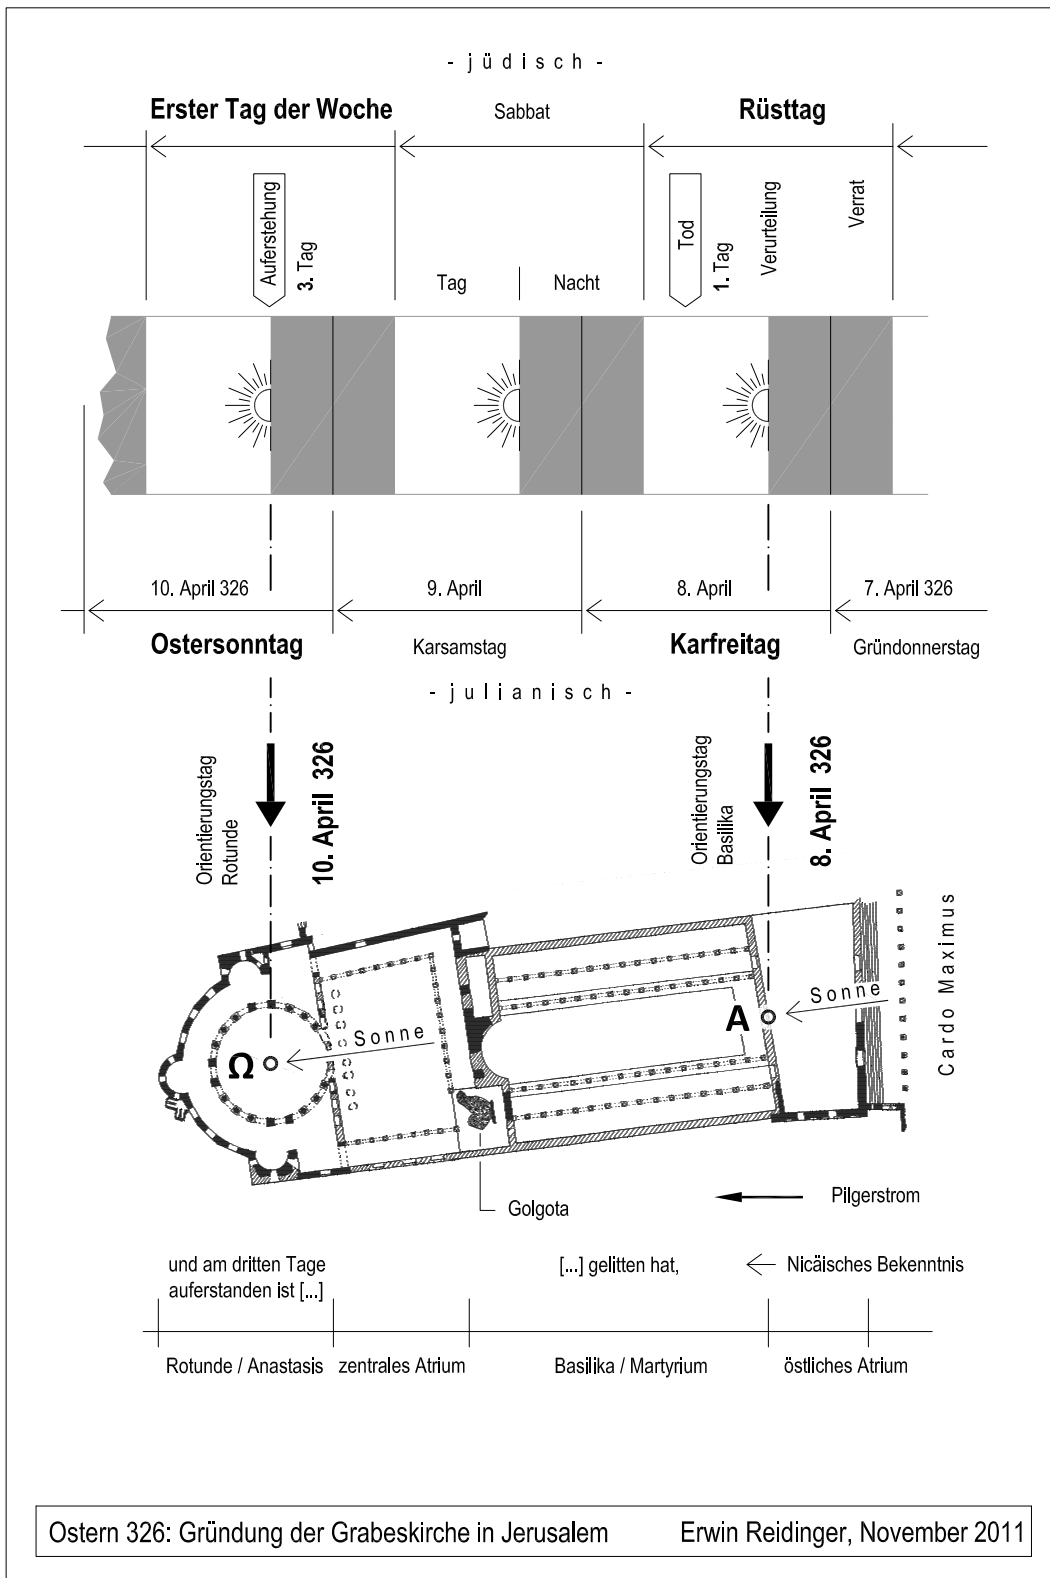 - jüdisch -
Erster Tag der Woche
Sabbat
Rüsttag
Auferstehung
3. Tag
Tag
Nacht
Tod
1. Tag
Verurteilung
Verrat
10. April 326
9. April
8. April
7. April 326
Ostersonntag
Karsamstag
Karfreitag
Gründonnerstag
- julianisch -
Orientierungstag
Rotunde
10. April 326
Orientierungstag
Basilika
8. April 326
Cardo Maximus
Sonne
A
Sonne
Ω
Golgota
Pilgerstrom
und am dritten Tage
auferstanden ist [...]
[...] gelitten hat,
Nicäisches Bekenntnis
Rotunde / Anastasis
zentrales Atrium
Basilika / Martyrium
östliches Atrium
Ostern 326: Gründung der Grabeskirche in Jerusalem
Erwin Reidinger, November 2011